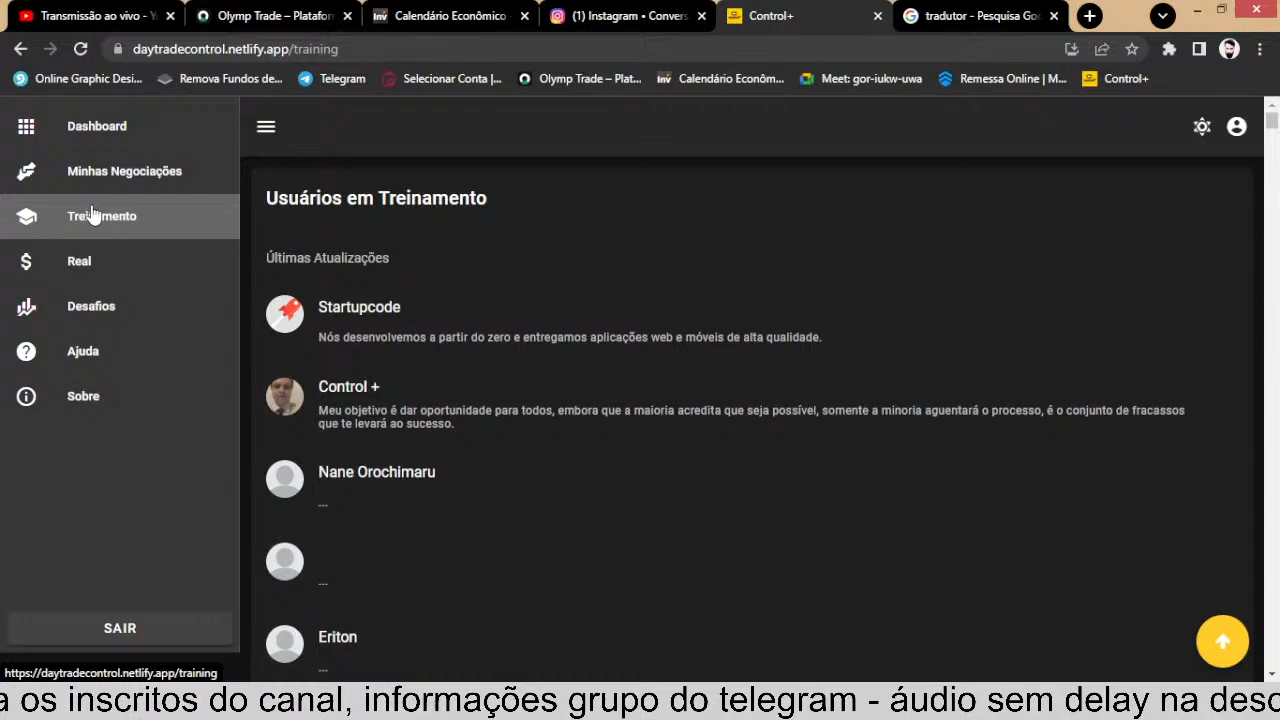 Transmissão ao vivo - Y
Olymp Trade – Platafor
Calendário Econômico
(1) Instagram • Convers
Control+
tradutor - Pesquisa Goo
daytradecontrol.netlify.app/training
Online Graphic Desi...
Remova Fundos de...
Telegram
Selecionar Conta |...
Olymp Trade – Plat...
Calendário Econôm...
Meet: gor-iukw-uwa
Remessa Online | M...
Control+
Dashboard
Minhas Negociações
Treinamento
Real
Desafios
Ajuda
Sobre
SAIR
Usuários em Treinamento
Últimas Atualizações
Startupcode
Nós desenvolvemos a partir do zero e entregamos aplicações web e móveis de alta qualidade.
Control +
Meu objetivo é dar oportunidade para todos, embora que a maioria acredita que seja possível, somente a minoria aguentará o processo, é o conjunto de fracassos
que te levará ao sucesso.
Nane Orochimaru
...
...
Eriton
...
https://daytradecontrol.netlify.app/training
a os inscritos do canal, informações grupo do telegram - áudio sem delay na desc